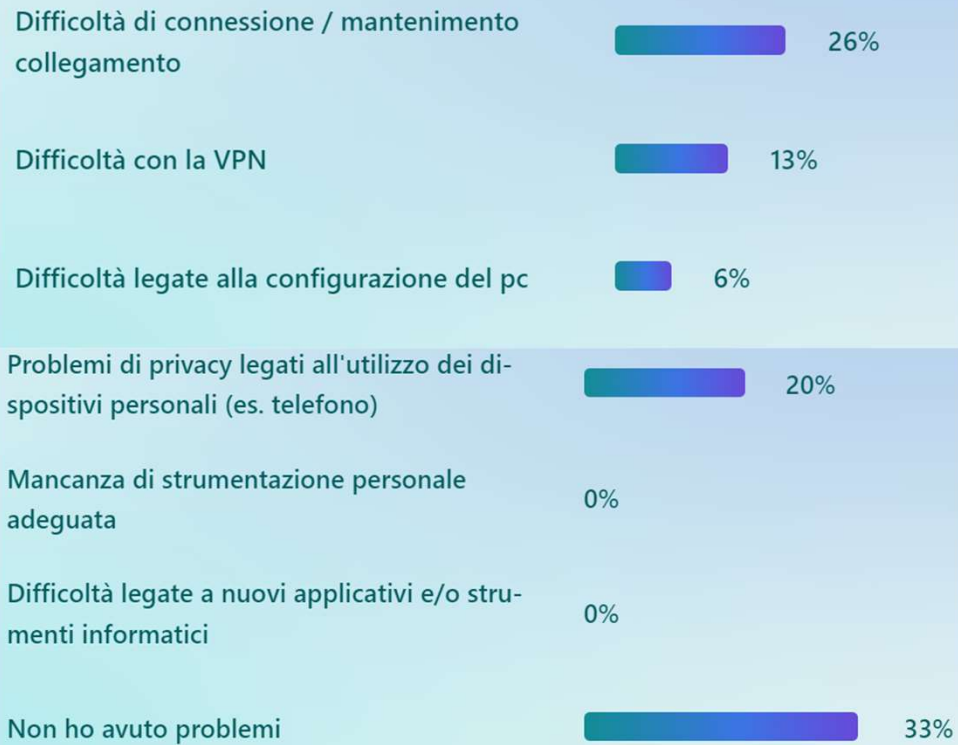 Difficoltà di connessione / mantenimento
collegamento
26%
Difficoltà con la VPN
13%
Difficoltà legate alla configurazione del pc
6%
Problemi di privacy legati all'utilizzo dei di-
spositivi personali (es. telefono)
20%
Mancanza di strumentazione personale
adeguata
0%
Difficoltà legate a nuovi applicativi e/o stru-
menti informatici
0%
Non ho avuto problemi
33%